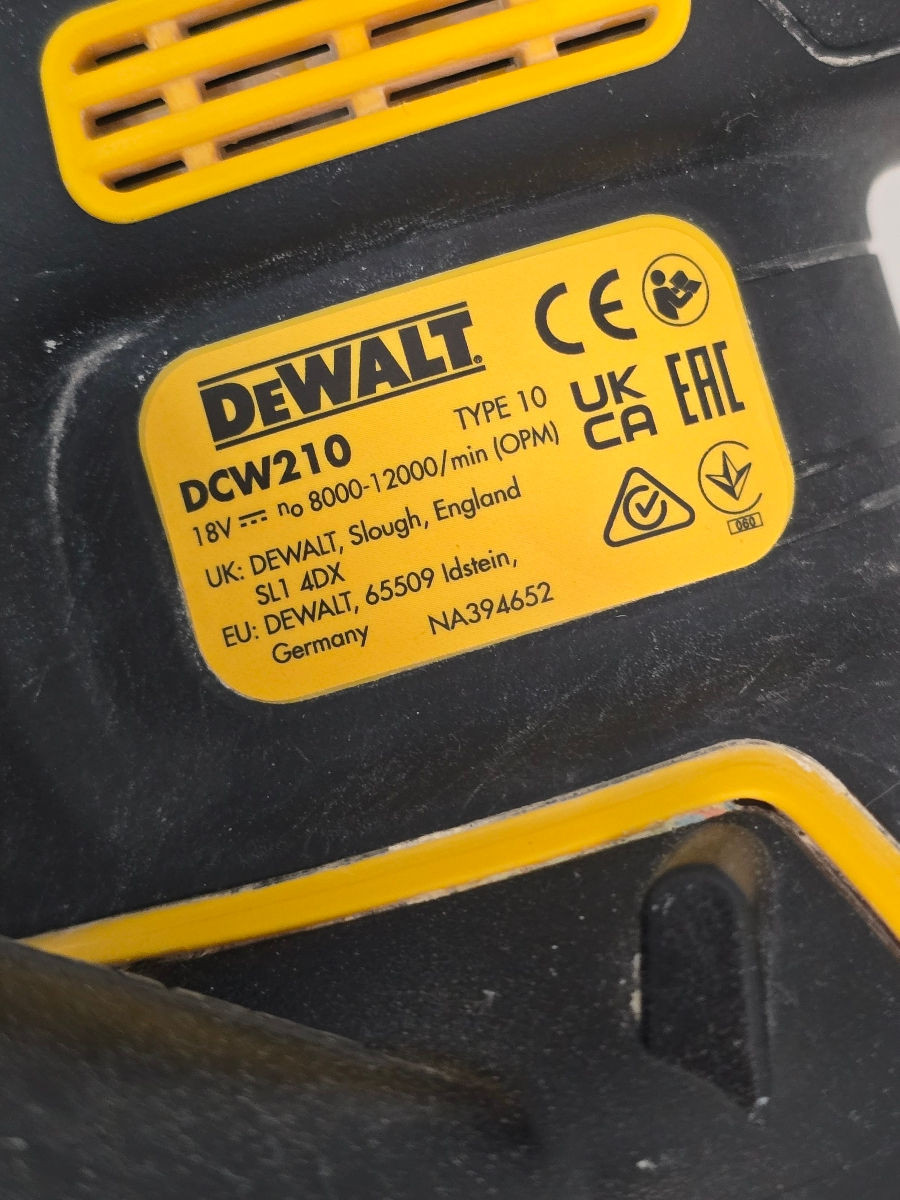 DEWALT®
DCW210 TYPE 10
18V n₀ 8000-12000/min (OPM)
UK: DEWALT, Slough, England
SL1 4DX
EU: DEWALT, 65509 Idstein,
Germany NA394652
CE
UK
CA
EAC
060